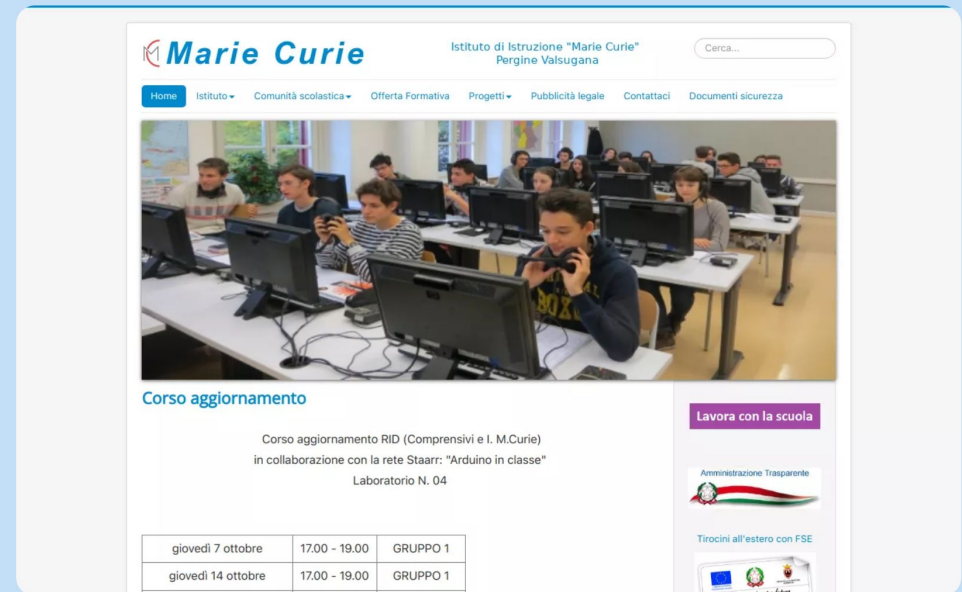 Marie Curie
Istituto di Istruzione "Marie Curie"
Pergine Valsugana
Cerca...
Home Istituto Comunità scolastica Offerta Formativa Progetti Pubblicità legale Contattaci Documenti sicurezza
Corso aggiornamento
Corso aggiornamento RID (Comprensivi e I. M.Curie)
in collaborazione con la rete Staarr: "Arduino in classe"
Laboratorio N. 04
giovedì 7 ottobre 17.00 - 19.00 GRUPPO 1
giovedì 14 ottobre 17.00 - 19.00 GRUPPO 1
Lavora con la scuola
Amministrazione Trasparente
Tirocini all'estero con FSE